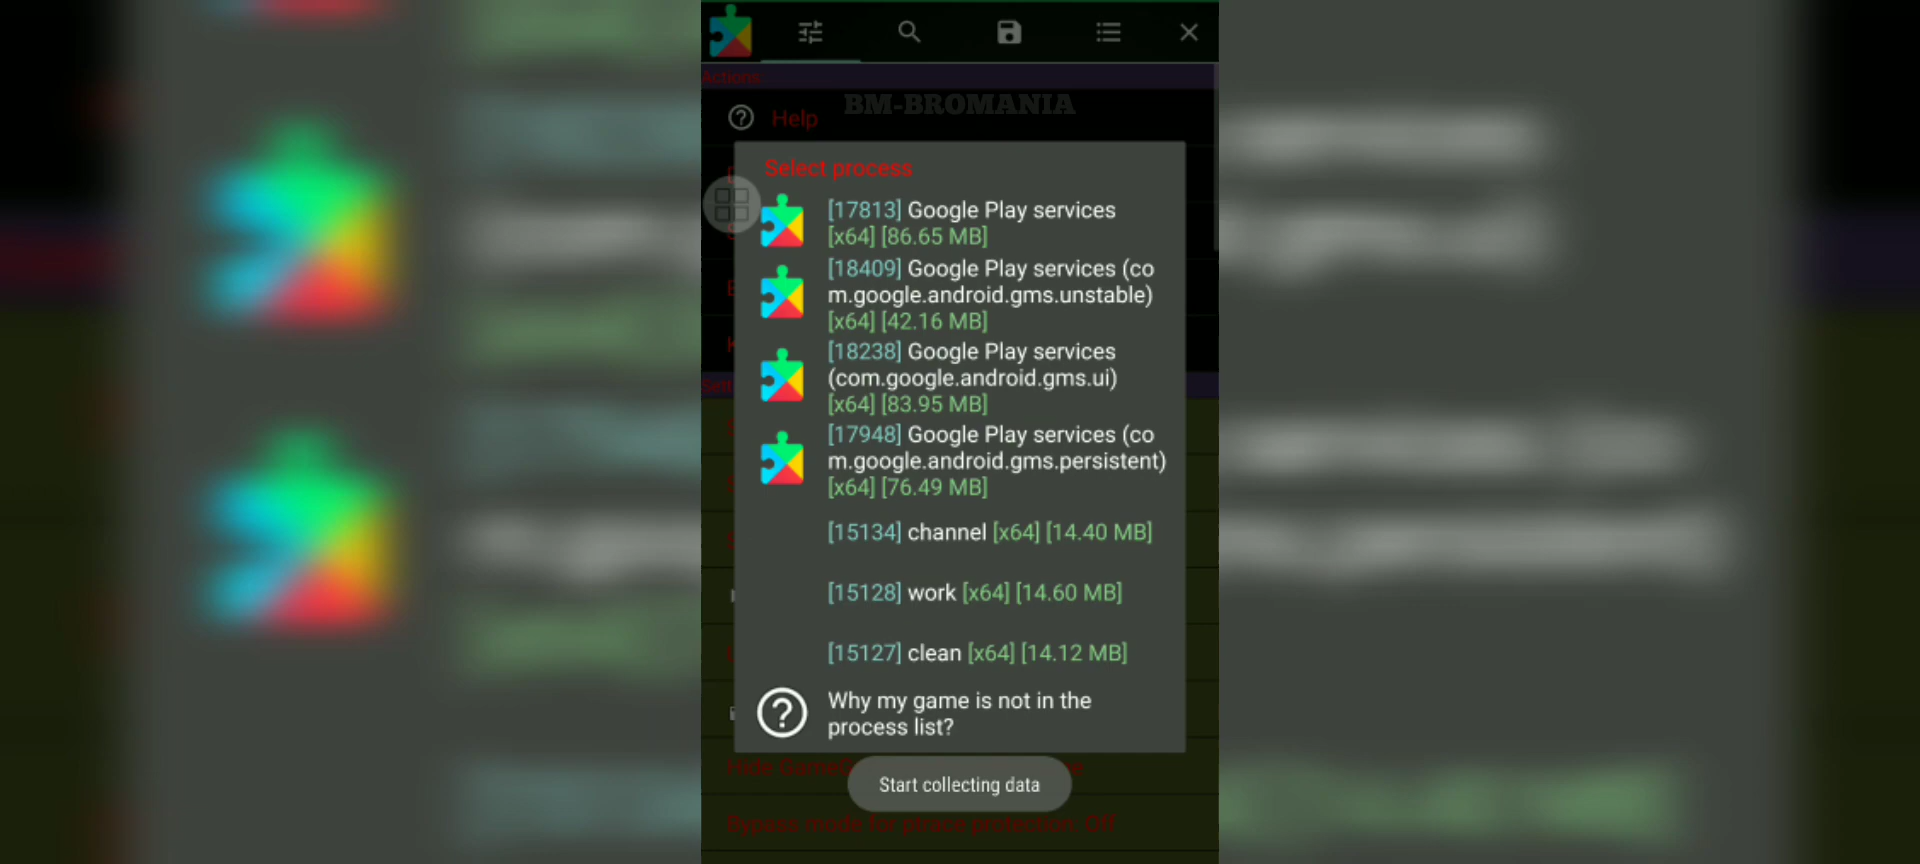 Actions
BM-BROMANIA
Help
Select process
[17813] Google Play services
[x64] [86.65 MB]
[18409] Google Play services (co
m.google.android.gms.unstable)
[x64] [42.16 MB]
[18238] Google Play services
(com.google.android.gms.ui)
[x64] [83.95 MB]
[17948] Google Play services (co
m.google.android.gms.persistent)
[x64] [76.49 MB]
[15134] channel [x64] [14.40 MB]
[15128] work [x64] [14.60 MB]
[15127] clean [x64] [14.12 MB]
Why my game is not in the
process list?
Start collecting data
Bypass mode for ptrace protection: Off